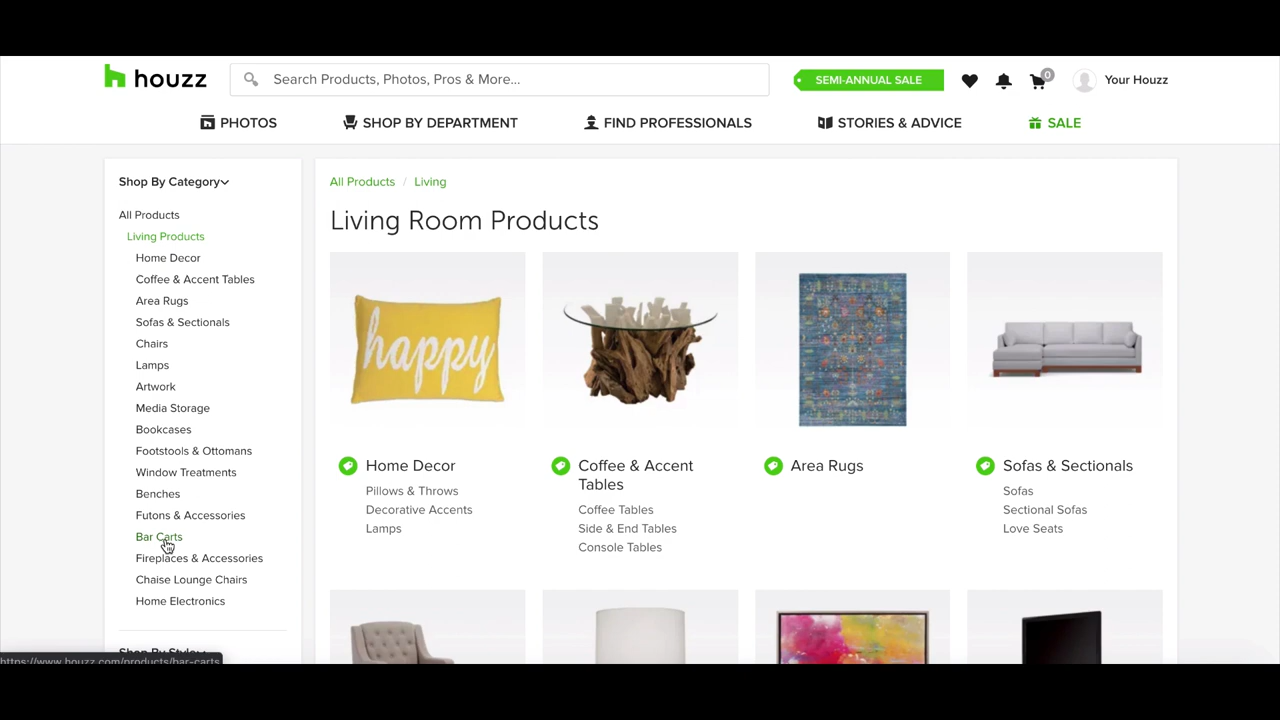 houzz
Search Products, Photos, Pros & More...
SEMI-ANNUAL SALE
0
Your Houzz
PHOTOS
SHOP BY DEPARTMENT
FIND PROFESSIONALS
STORIES & ADVICE
SALE
Shop By Category
All Products
Living Products
Home Decor
Coffee & Accent Tables
Area Rugs
Sofas & Sectionals
Chairs
Lamps
Artwork
Media Storage
Bookcases
Footstools & Ottomans
Window Treatments
Benches
Futons & Accessories
Bar Carts
Fireplaces & Accessories
Chaise Lounge Chairs
Home Electronics
Shop By Style
https://www.houzz.com/products/bar-carts
All Products / Living
Living Room Products
happy
Home Decor
Pillows & Throws
Decorative Accents
Lamps
Coffee & Accent
Tables
Coffee Tables
Side & End Tables
Console Tables
Area Rugs
Sofas & Sectionals
Sofas
Sectional Sofas
Love Seats